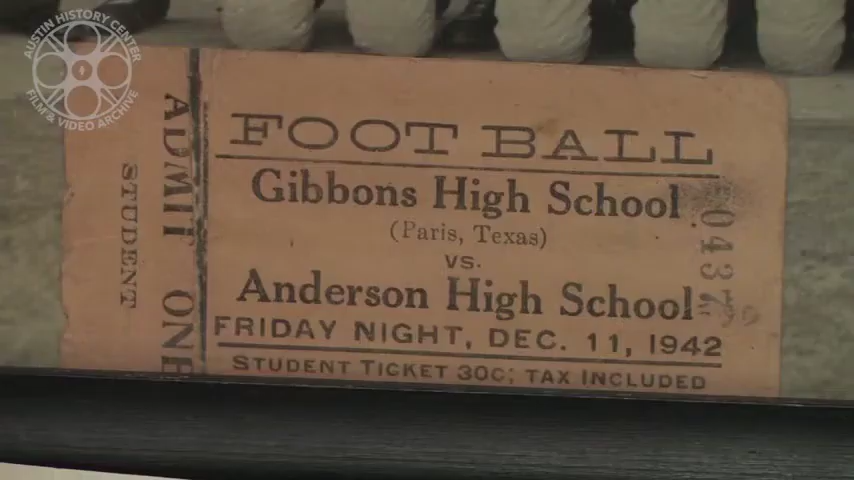 AUSTIN HISTORY CENTER
FILM & VIDEO ARCHIVE
ADMIT ONE
STUDENT
FOOT BALL
Gibbons High School
(Paris, Texas)
vs.
Anderson High School
FRIDAY NIGHT, DEC. 11, 1942
STUDENT TICKET 30C; TAX INCLUDED